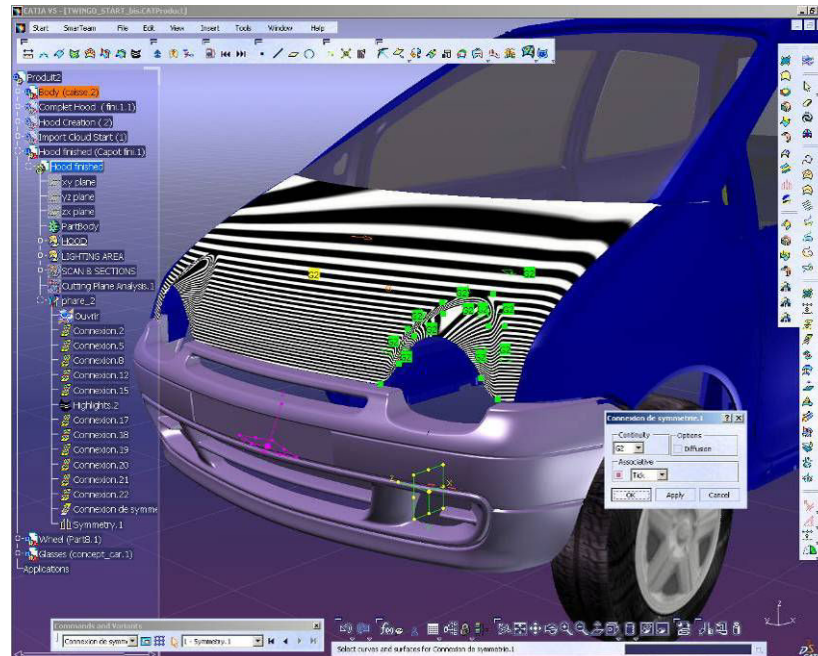 CATIA V5 - [TWINGO_START_bis.CATProduct]
Start SmarTeam File Edit View Insert Tools Window Help
Produit2
Body (caisse.2)
Complet Hood ( fini.1.1)
Hood Creation ( 2)
Import Cloud Start (1)
Hood finished (Capot fini.1)
Hood finished
xy plane
yz plane
zx plane
PartBody
HOOD
LIGHTING AREA
SCAN & SECTIONS
Cutting Plane Analysis.1
phare_2
Ouvrir
Connexion.2
Connexion.5
Connexion.8
Connexion.12
Connexion.15
Highlights.2
Connexion.17
Connexion.18
Connexion.19
Connexion.20
Connexion.21
Connexion.22
Connexion de symme
Symmetry.1
Wheel (Part8.1)
Glasses (concept_car.1)
Applications
G2
Connexion de symmetrie.1
Continuity
Options
G2
Diffusion
Associative
Tick
OK Apply Cancel
Commands and Variants
Connexion de symm
1 - Symmetry.1
Select curves and surfaces for Connexion de symmetrie.1